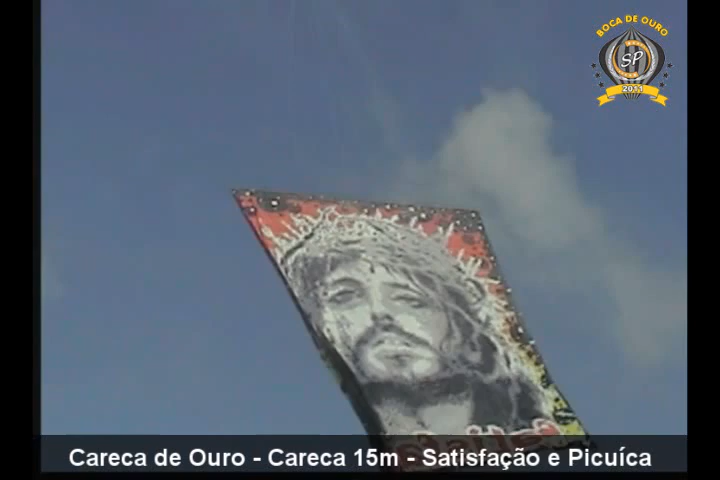 BOCA DE OURO
SP
2011
Careca de Ouro - Careca 15m - Satisfação e Picuíca